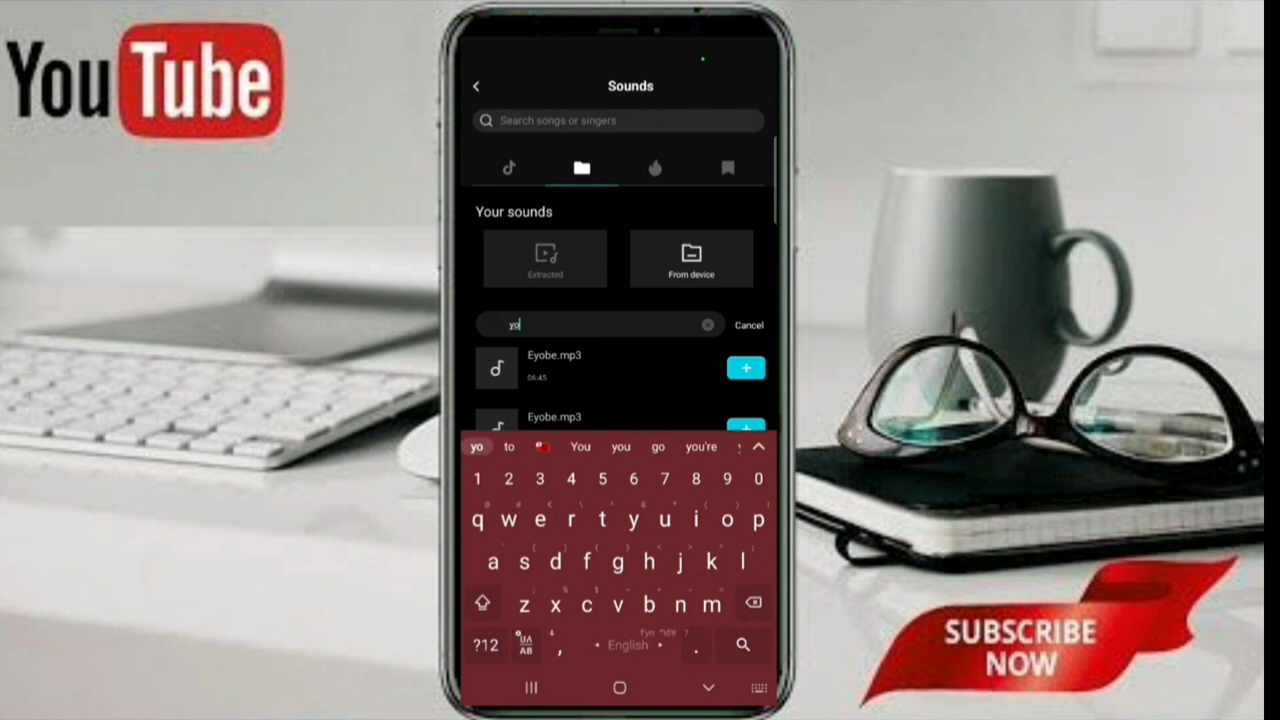 YouTube
Sounds
Search songs or singers
Your sounds
Extracted
From device
yo
Cancel
Eyobe.mp3
06:45
+
Eyobe.mp3
yo to You you go you're
1 2 3 4 5 6 7 8 9 0
q w e r t y u i o p
a s d f g h j k l
z x c v b n m
?12 , English .
SUBSCRIBE
NOW